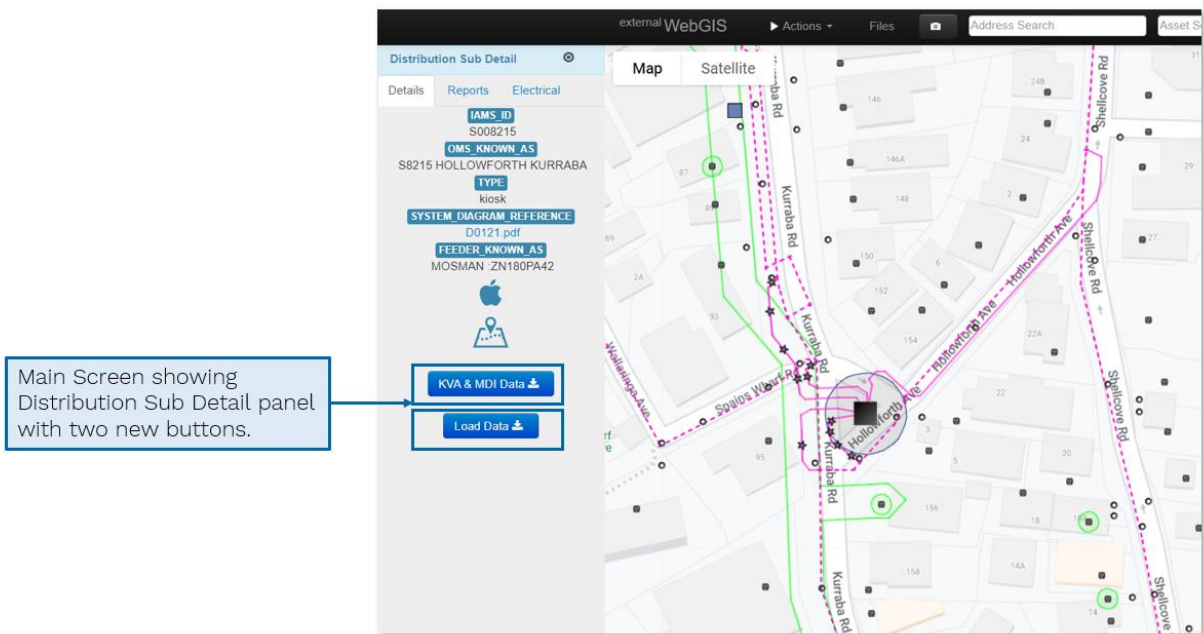 external WebGIS
Actions
Files
Address Search
Distribution Sub Detail
Map
Satellite
Details
Reports
Electrical
IAMS_ID
S008215
OMS_KNOWN_AS
S8215 HOLLOWFORTH KURRABA
TYPE
kiosk
SYSTEM_DIAGRAM_REFERENCE
D0121.pdf
FEEDER_KNOWN_AS
MOSMAN :ZN180PA42
KVA & MDI Data
Load Data
Main Screen showing
Distribution Sub Detail panel
with two new buttons.
31
24B
Shellcove Rd
146
24
146A
29
87
2
148
Kurraba Rd
89
Shellcove Rd
27
150
6
Hollowforth Ave
2A
152
93
Kurraba Rd
154
Hollowforth Ave
22A
Wallaringa Ave
Spains Wharf Rd
22
Shellcove Rd
Hollowforth Ave
3
95
5
20
Kurraba Rd
156
18
158
14A
Kurraba Rd
14
Shellcove